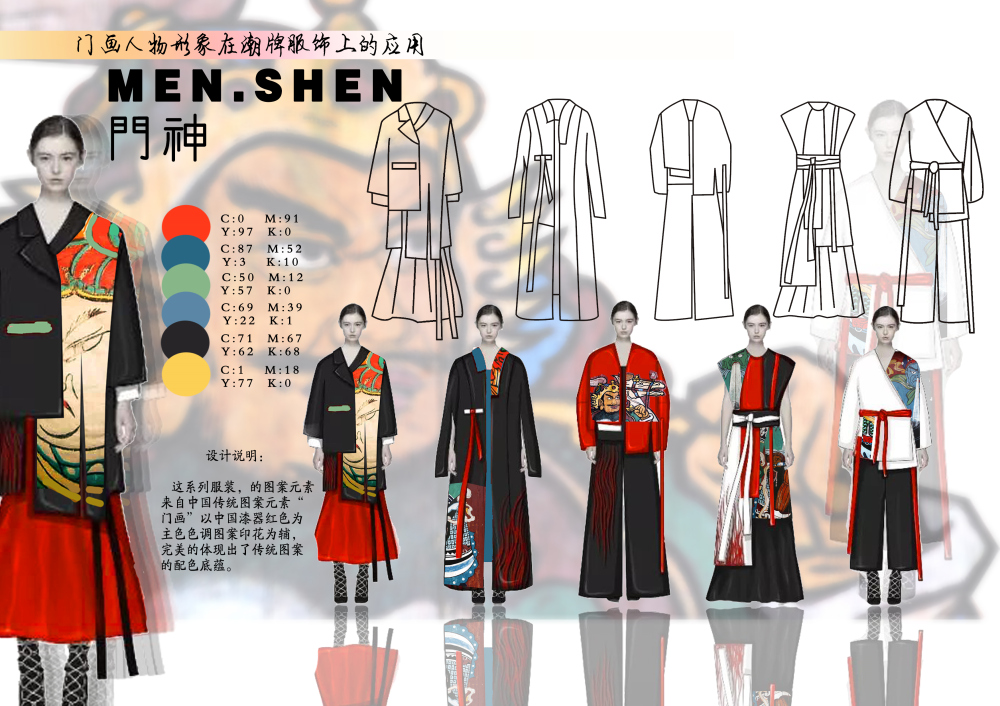 门画人物形象在潮牌服饰上的应用
MEN.SHEN
門神
C:0 M:91
Y:97 K:0
C:87 M:52
Y:3 K:10
C:50 M:12
Y:57 K:0
C:69 M:39
Y:22 K:1
C:71 M:67
Y:62 K:68
C:1 M:18
Y:77 K:0
设计说明：
这系列服装，的图案元素
来自中国传统图案元素“
门画”以中国漆器红色为
主色色调图案印花为辅，
完美的体现出了传统图案
的配色底蕴。